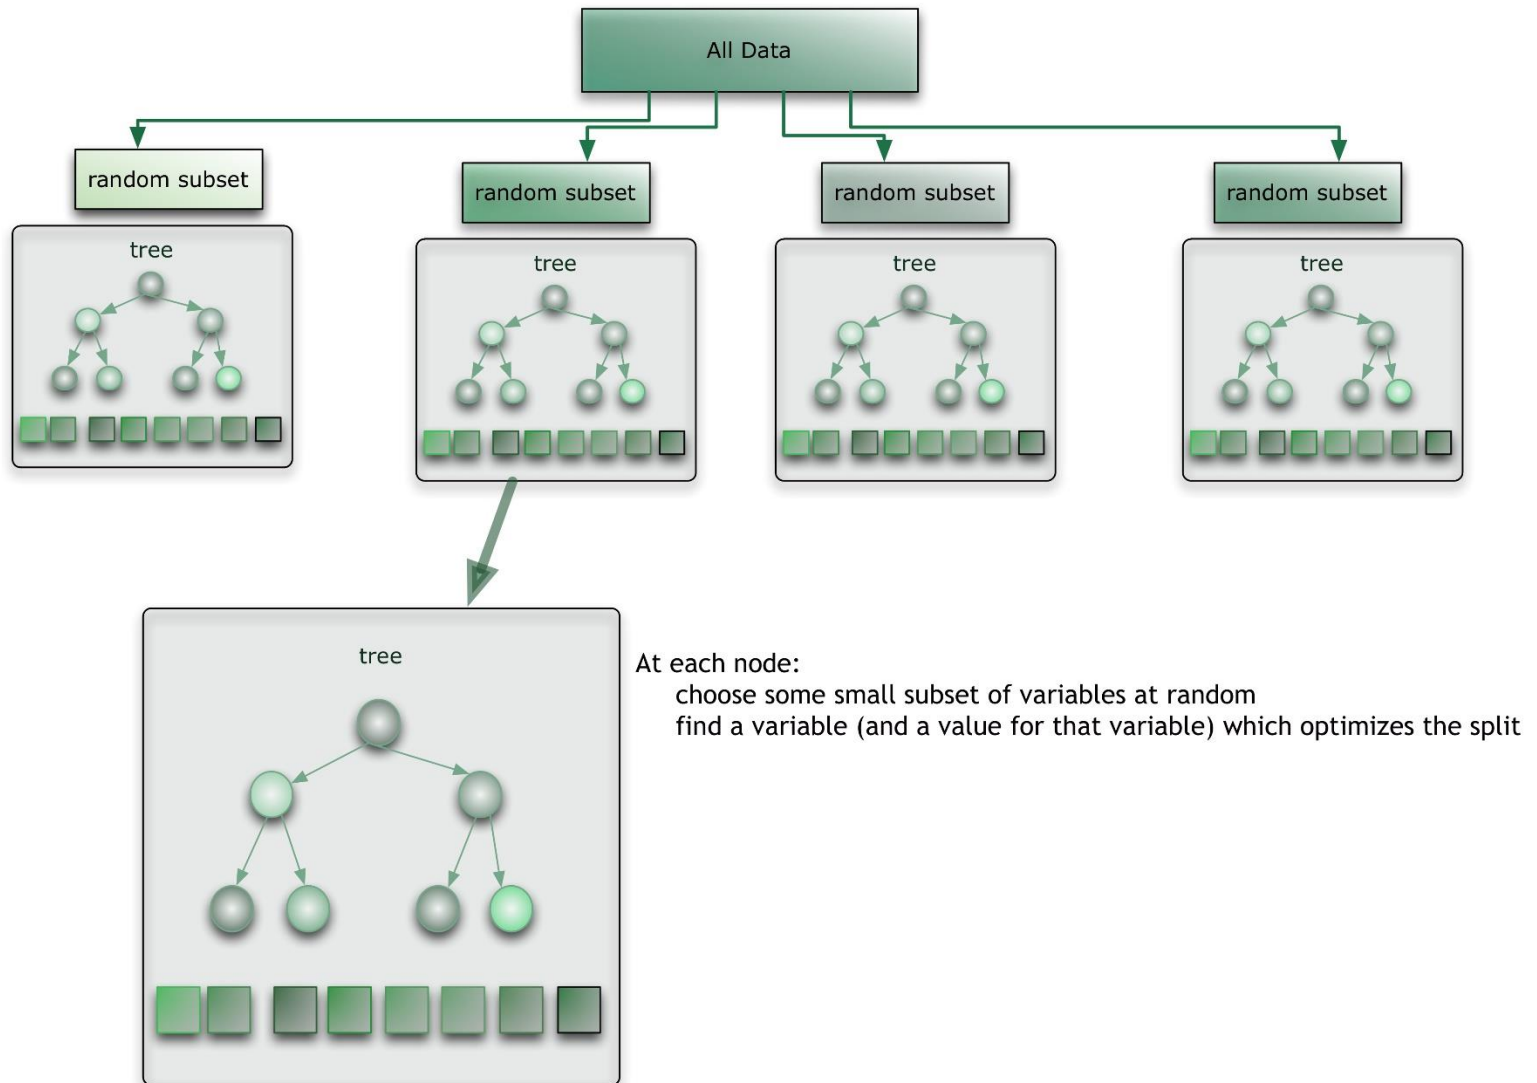 All Data
random subset
random subset
random subset
random subset
tree
tree
tree
tree
tree
At each node:
choose some small subset of variables at random
find a variable (and a value for that variable) which optimizes the split